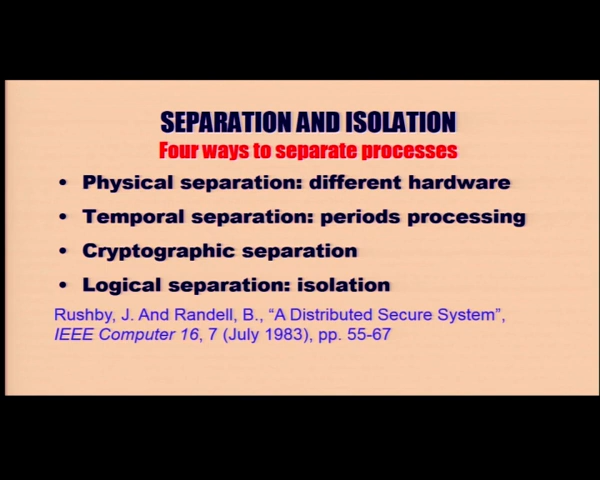 SEPARATION AND ISOLATION
Four ways to separate processes
• Physical separation: different hardware
• Temporal separation: periods processing
• Cryptographic separation
• Logical separation: isolation
Rushby, J. And Randell, B., “A Distributed Secure System”,
IEEE Computer 16, 7 (July 1983), pp. 55-67